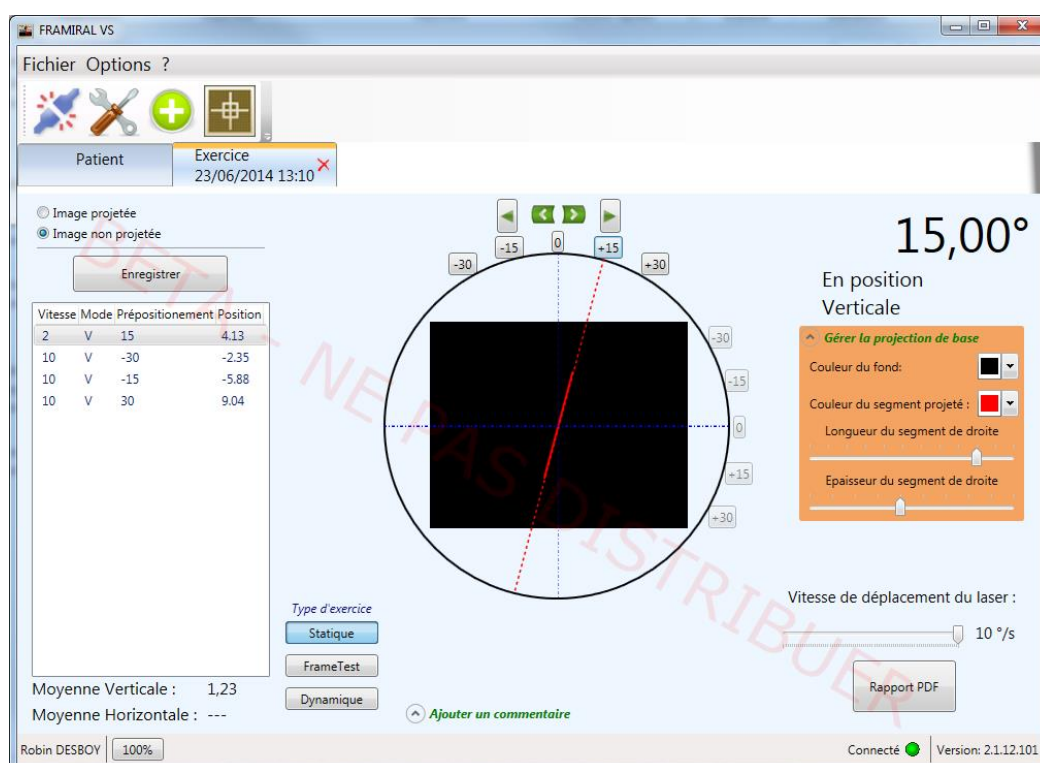 FRAMIRAL VS
Fichier Options ?
Patient
Exercice
23/06/2014 13:10
Image projetée
Image non projetée
Enregistrer
Vitesse Mode Prépositionement Position
2 V 15 4.13
10 V -30 -2.35
10 V -15 -5.88
10 V 30 9.04
Moyenne Verticale : 1,23
Moyenne Horizontale : ---
-30 -15 0 +15 +30
-30
-15
0
+15
+30
Type d'exercice
Statique
FrameTest
Dynamique
Ajouter un commentaire
15,00°
En position
Verticale
Gérer la projection de base
Couleur du fond:
Couleur du segment projeté :
Longueur du segment de droite
Epaisseur du segment de droite
Vitesse de déplacement du laser :
10 °/s
Rapport PDF
BETA - NE PAS DISTRIBUER
Robin DESBOY 100% Connecté Version: 2.1.12.101